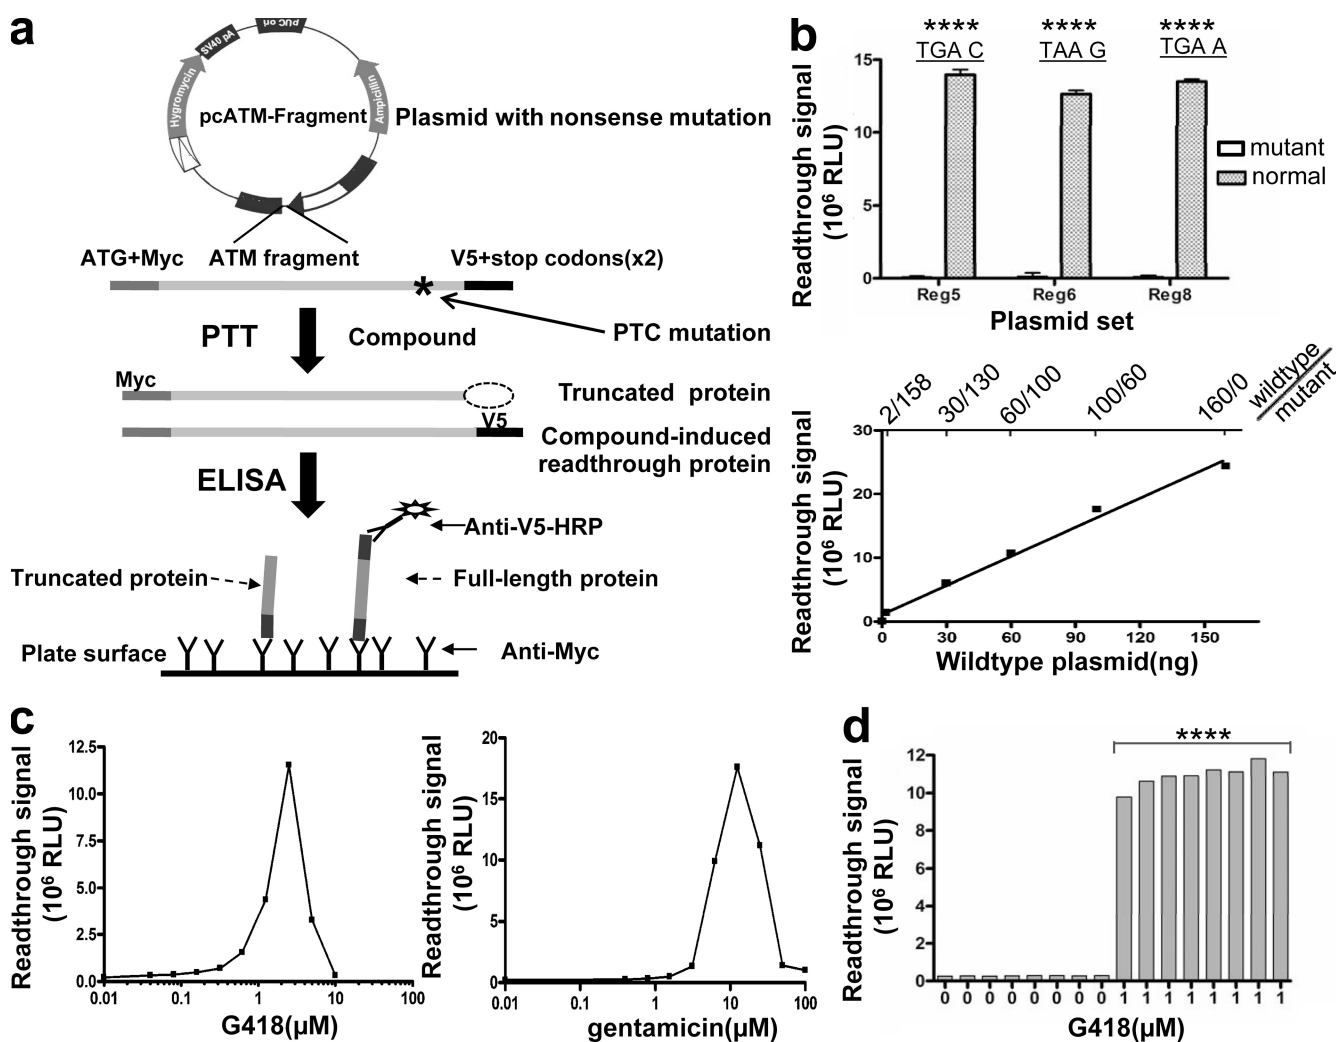 a
pUC ori
SV40 pA
Hygromycin
Ampicillin
pcATM-Fragment
Plasmid with nonsense mutation
ATG+Myc
ATM fragment
V5+stop codons(x2)
*
PTT
Compound
PTC mutation
Myc
Truncated protein
V5
Compound-induced
readthrough protein
ELISA
Anti-V5-HRP
Truncated protein
Full-length protein
Plate surface
Anti-Myc
b
**** **** ****
TGA C TAA G TGA A
Readthrough signal
(10⁶ RLU)
15
10
5
0
mutant
normal
Reg5 Reg6 Reg8
Plasmid set
2/158 30/130 60/100 100/60 160/0
wildtype
mutant
Readthrough signal
(10⁶ RLU)
30
20
10
0
0 30 60 90 120 150
Wildtype plasmid(ng)
c
Readthrough signal
(10⁶ RLU)
12.5
10.0
7.5
5.0
2.5
0.0
0.01 0.1 1 10 100
G418(µM)
Readthrough signal
(10⁶ RLU)
20
15
10
5
0
0.01 0.1 1 10 100
gentamicin(µM)
d
****
Readthrough signal
(10⁶ RLU)
12
10
8
6
4
2
0
0 0 0 0 0 0 0 0 1 1 1 1 1 1 1 1
G418(µM)